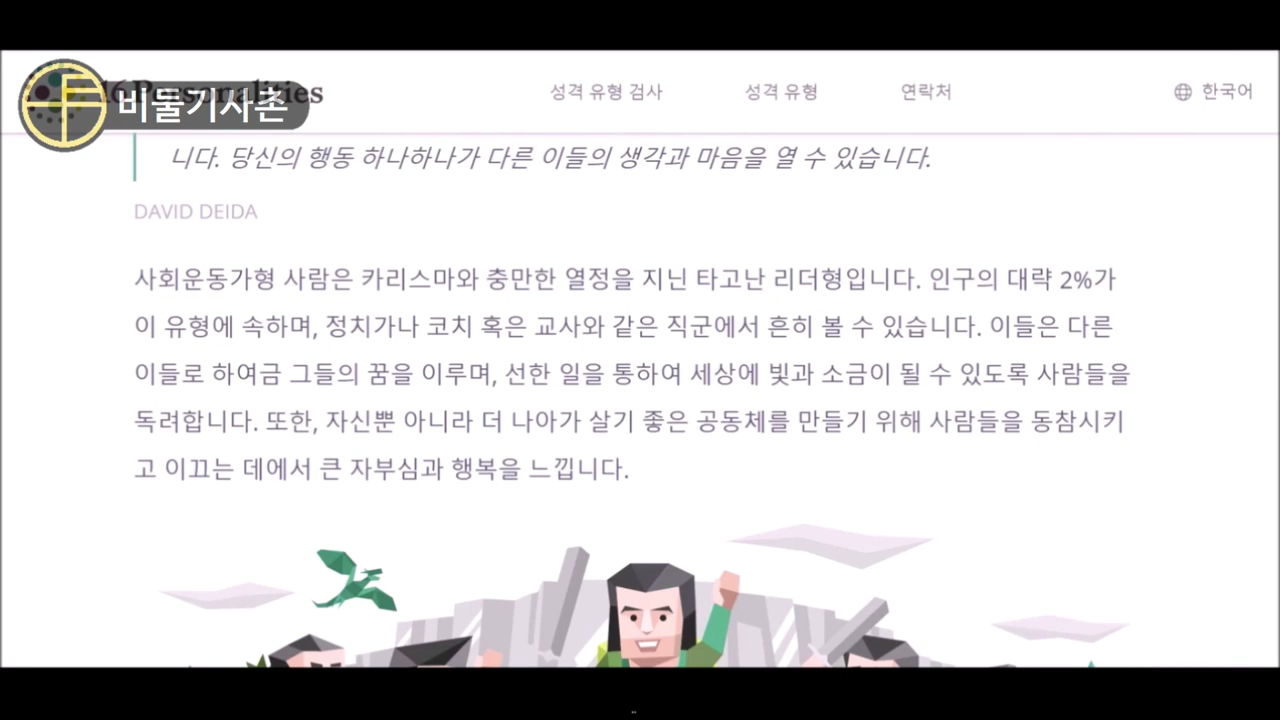 16Personalities
비둘기사촌
성격 유형 검사
성격 유형
연락처
한국어
니다. 당신의 행동 하나하나가 다른 이들의 생각과 마음을 열 수 있습니다.
DAVID DEIDA
사회운동가형 사람은 카리스마와 충만한 열정을 지닌 타고난 리더형입니다. 인구의 대략 2%가
이 유형에 속하며, 정치가나 코치 혹은 교사와 같은 직군에서 흔히 볼 수 있습니다. 이들은 다른
이들로 하여금 그들의 꿈을 이루며, 선한 일을 통하여 세상에 빛과 소금이 될 수 있도록 사람들을
독려합니다. 또한, 자신뿐 아니라 더 나아가 살기 좋은 공동체를 만들기 위해 사람들을 동참시키
고 이끄는 데에서 큰 자부심과 행복을 느낍니다.